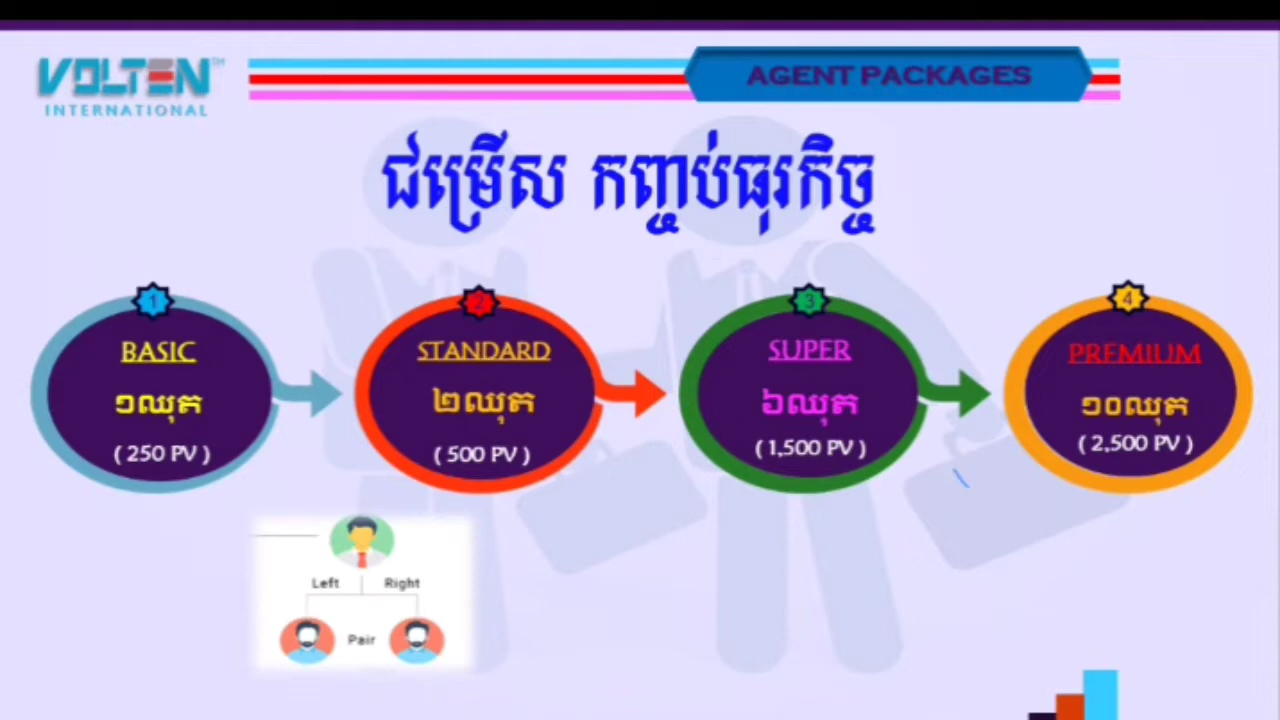 VOLTEN™
INTERNATIONAL
AGENT PACKAGES
ជម្រើស កញ្ចប់ធុរកិច្ច
1
BASIC
១ឈុត
( 250 PV )
2
STANDARD
២ឈុត
( 500 PV )
3
SUPER
៦ឈុត
( 1,500 PV )
4
PREMIUM
១០ឈុត
( 2,500 PV )
Left Right
Pair